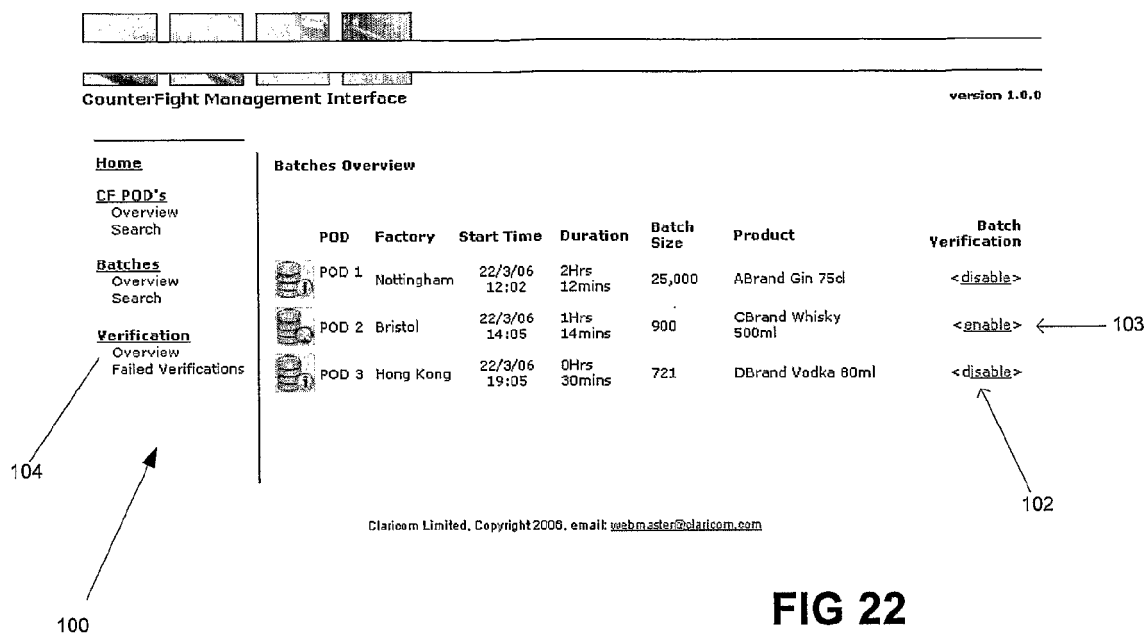 CounterFight Management Interface
version 1.0.0
Home
CF POD's
Overview
Search
Batches
Overview
Search
Verification
Overview
Failed Verifications
Batches Overview
POD Factory Start Time Duration Batch Size Product Batch Verification
POD 1 Nottingham 22/3/06 12:02 2Hrs 12mins 25,000 ABrand Gin 75cl <disable>
POD 2 Bristol 22/3/06 14:05 1Hrs 14mins 900 CBrand Whisky 500ml <enable>
POD 3 Hong Kong 22/3/06 19:05 0Hrs 30mins 721 DBrand Vodka 80ml <disable>
103
104
102
100
Claricom Limited, Copyright 2006, email: webmaster@claricom.com
FIG 22